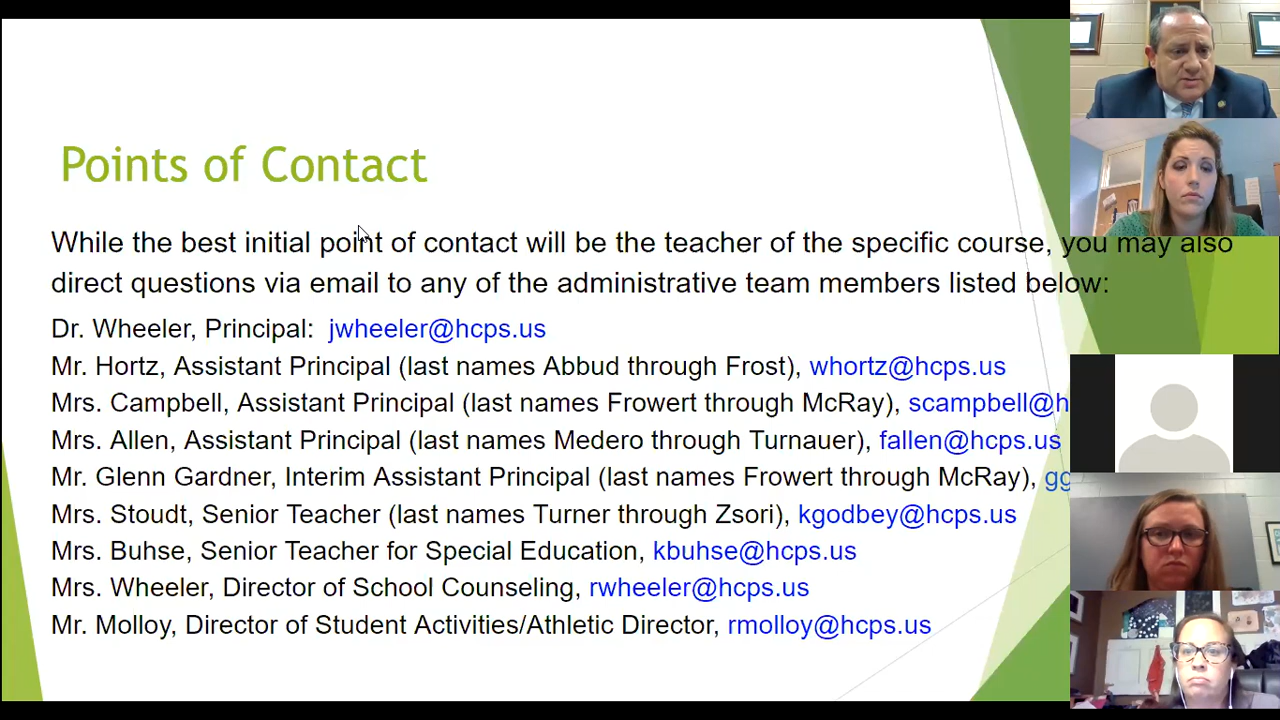 Points of Contact
While the best initial point of contact will be the teacher of the specific course, you may also
direct questions via email to any of the administrative team members listed below:
Dr. Wheeler, Principal: jwheeler@hcps.us
Mr. Hortz, Assistant Principal (last names Abbud through Frost), whortz@hcps.us
Mrs. Campbell, Assistant Principal (last names Frowert through McRay), scampbell@h
Mrs. Allen, Assistant Principal (last names Medero through Turnauer), fallen@hcps.us
Mr. Glenn Gardner, Interim Assistant Principal (last names Frowert through McRay), gg
Mrs. Stoudt, Senior Teacher (last names Turner through Zsori), kgodbey@hcps.us
Mrs. Buhse, Senior Teacher for Special Education, kbuhse@hcps.us
Mrs. Wheeler, Director of School Counseling, rwheeler@hcps.us
Mr. Molloy, Director of Student Activities/Athletic Director, rmolloy@hcps.us